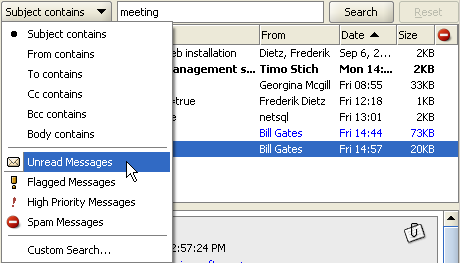 Subject contains meeting Search Reset
Subject contains
From contains
To contains
Cc contains
Bcc contains
Body contains
Unread Messages
Flagged Messages
High Priority Messages
Spam Messages
Custom Search...
From Date Size
eb installation Dietz, Frederik Sep 6, 2... 2KB
anagement s... Timo Stich Mon 14:... 2KB
Georgina Mcgill Fri 08:55 33KB
=true Frederik Dietz Fri 12:18 1KB
netsql Fri 13:01 2KB
Bill Gates Fri 14:44 73KB
Bill Gates Fri 14:57 20KB
2:57:24 PM